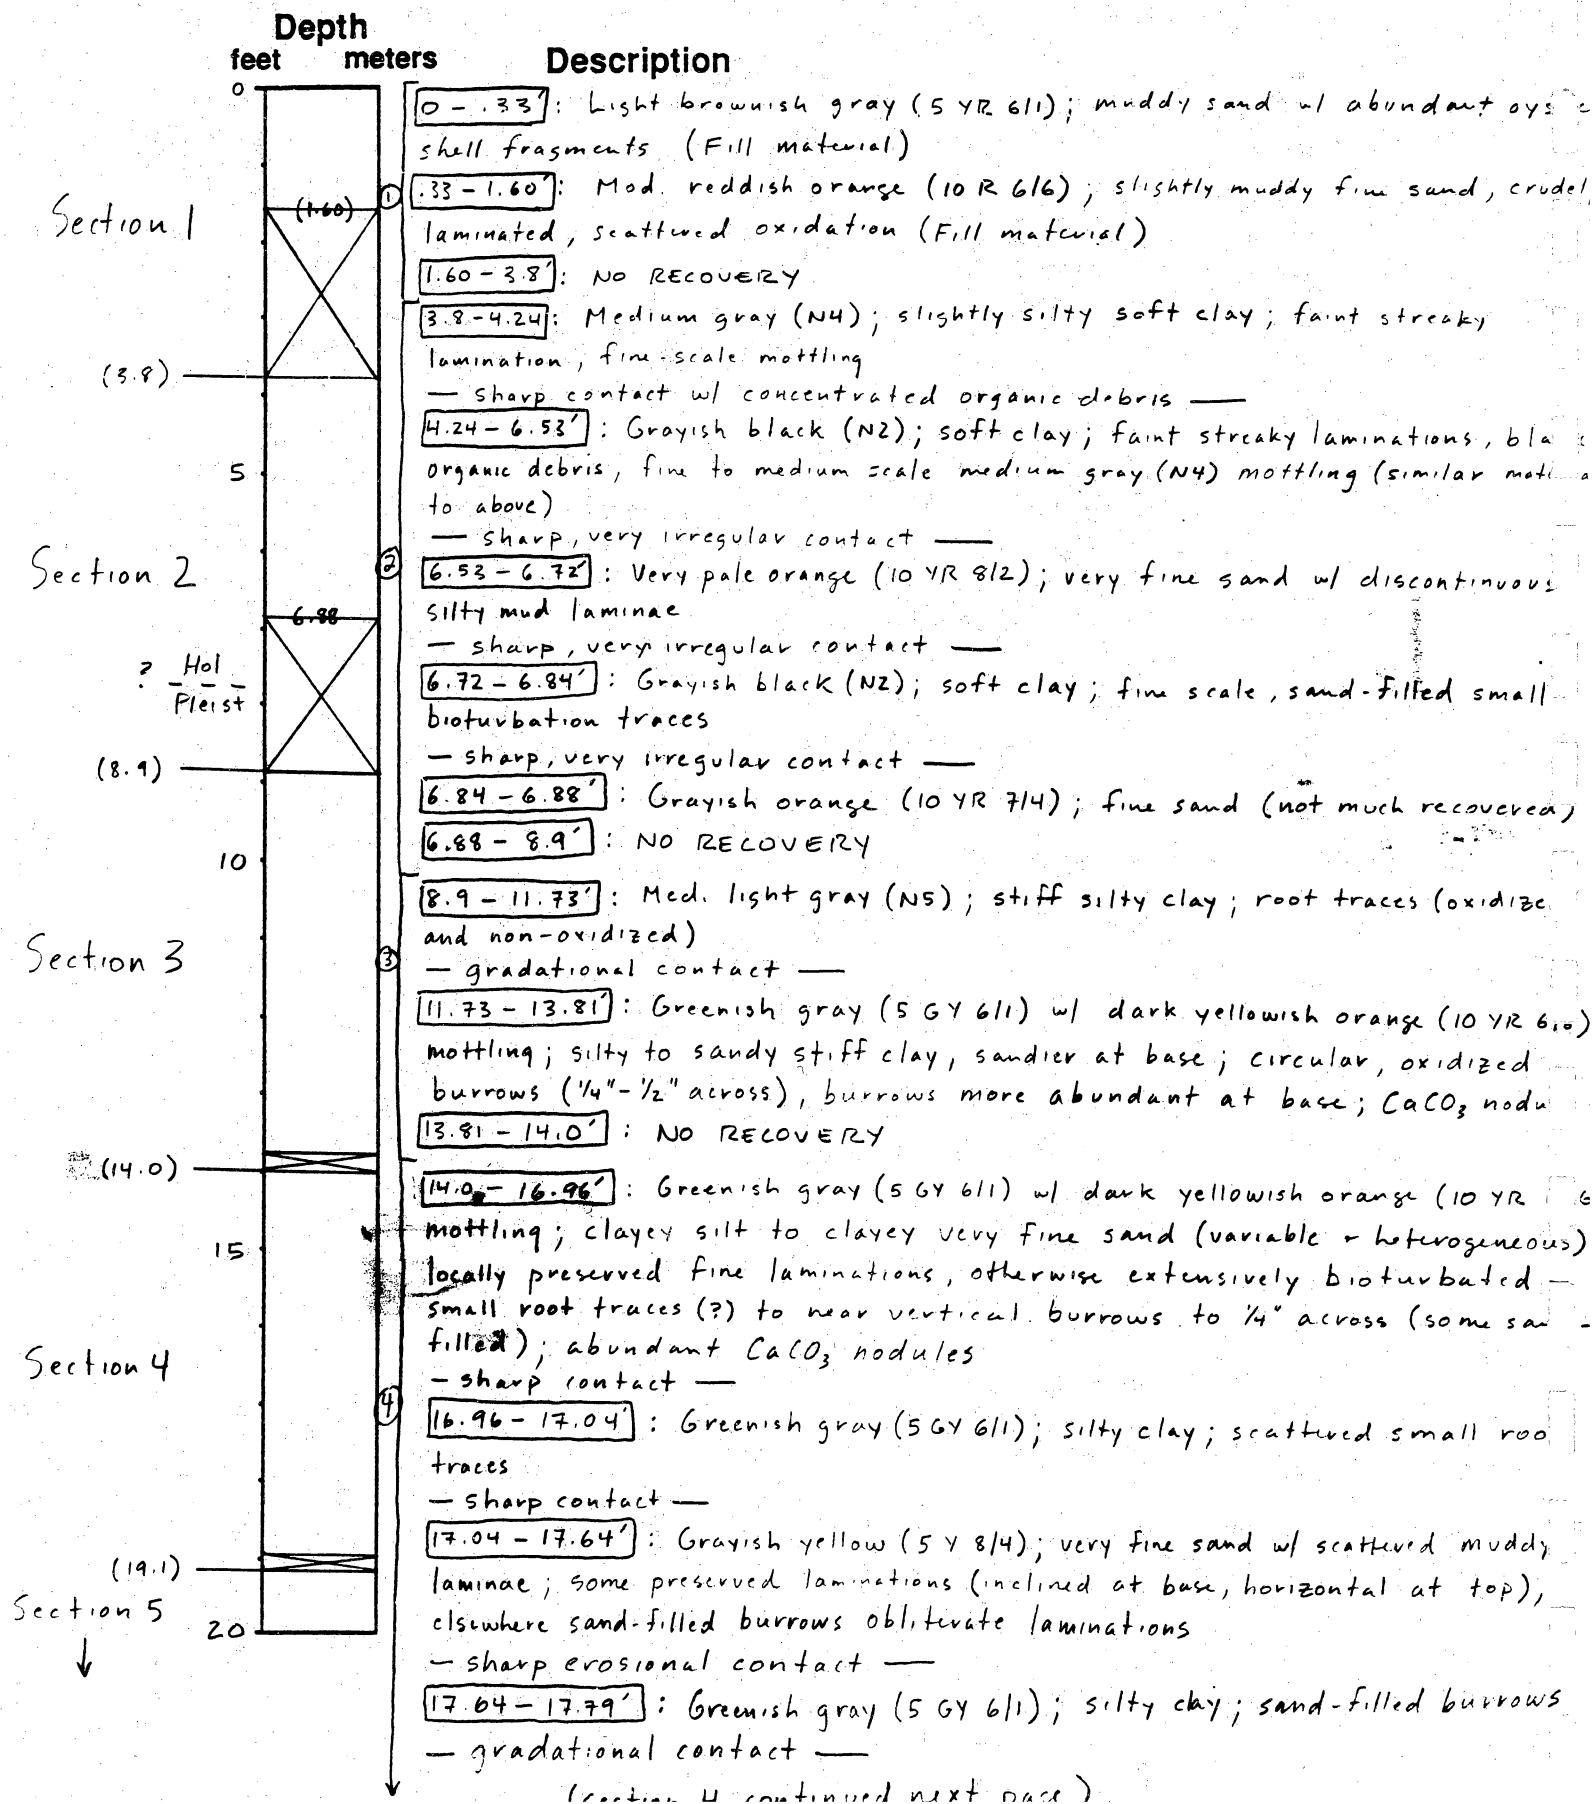 Depth
feet meters Description
0
0 - .33': Light brownish gray (5 YR 6/1); muddy sand w/ abundant
shell fragments (Fill material)
Section 1
(1.60)
①
.33 - 1.60': Mod. reddish orange (10 R 6/6); slightly muddy fine sand,
laminated, scattered oxidation (Fill material)
1.60 - 3.8': NO RECOVERY
3.8 - 4.24: Medium gray (N4); slightly silty soft clay; faint streaky
lamination, fine-scale mottling
(3.8)
— sharp contact w/ concentrated organic debris —
4.24 - 6.53': Grayish black (N2); soft clay; faint streaky laminations,
5
organic debris, fine to medium scale medium gray (N4) mottling (similar
to above)
— sharp, very irregular contact —
Section 2
②
6.53 - 6.72': Very pale orange (10 YR 8/2); very fine sand w/ discontinuous
silty mud laminae
6.88
— sharp, very irregular contact —
? Hol
Pleist
6.72 - 6.84': Grayish black (N2); soft clay; fine scale, sand-filled small
bioturbation traces
— sharp, very irregular contact —
(8.9)
6.84 - 6.88': Grayish orange (10 YR 7/4); fine sand (not much recovered)
6.88 - 8.9': NO RECOVERY
10
8.9 - 11.73': Med. light gray (N5); stiff silty clay; root traces (oxidize
and non-oxidized)
Section 3
③
— gradational contact —
11.73 - 13.81': Greenish gray (5 GY 6/1) w/ dark yellowish orange (10 YR
mottling; silty to sandy stiff clay, sandier at base; circular, oxidized
burrows (1/4"- 1/2" across), burrows more abundant at base; CaCO3 nodu
13.81 - 14.0': NO RECOVERY
(14.0)
14.0 - 16.96': Greenish gray (5 GY 6/1) w/ dark yellowish orange (10 YR
mottling; clayey silt to clayey very fine sand (variable + heterogeneous)
15
locally preserved fine laminations, otherwise extensively bioturbated -
small root traces (?) to near vertical burrows to 1/4" across (some
filled); abundant CaCO3 nodules
Section 4
— sharp contact —
④
16.96 - 17.04': Greenish gray (5 GY 6/1); silty clay; scattered small roo
traces
— sharp contact —
17.04 - 17.64': Grayish yellow (5 Y 8/4); very fine sand w/ scattered muddy
(19.1)
laminae; some preserved laminations (inclined at base, horizontal at top),
Section 5
20
elsewhere sand-filled burrows obliterate laminations
— sharp erosional contact —
17.64 - 17.79': Greenish gray (5 GY 6/1); silty clay; sand-filled burrows
— gradational contact —
(section 4 continued next page)